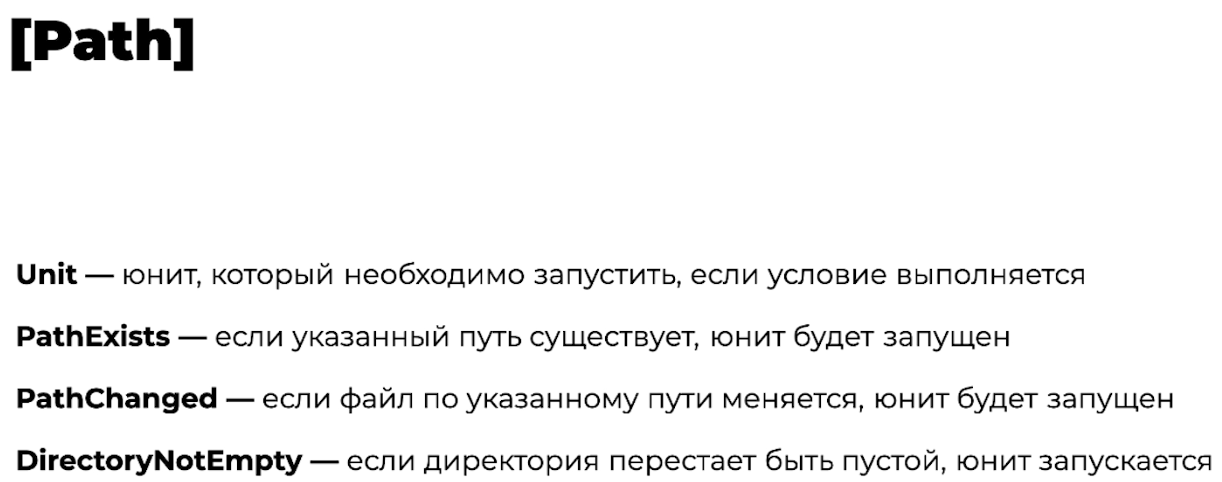 [Path]
Unit — юнит, который необходимо запустить, если условие выполняется
PathExists — если указанный путь существует, юнит будет запущен
PathChanged — если файл по указанному пути меняется, юнит будет запущен
DirectoryNotEmpty — если директория перестает быть пустой, юнит запускается